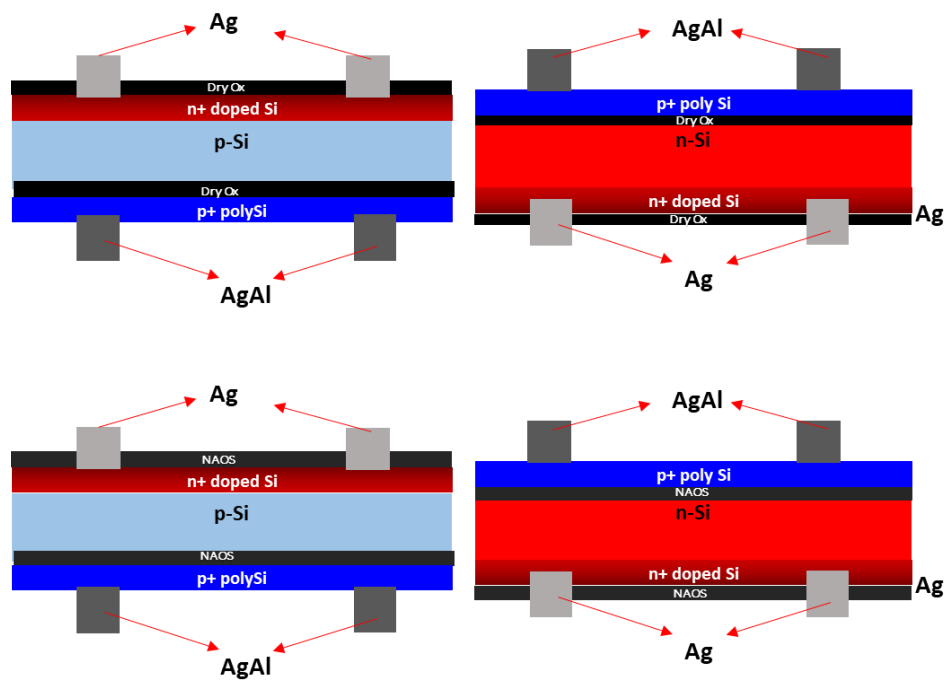 Ag
Dry Ox
n+ doped Si
p-Si
Dry Ox
p+ polySi
AgAl
AgAl
p+ poly Si
Dry Ox
n-Si
n+ doped Si
Dry Ox
Ag
Ag
Ag
NAOS
n+ doped Si
p-Si
NAOS
p+ polySi
AgAl
AgAl
p+ poly Si
NAOS
n-Si
n+ doped Si
NAOS
Ag
Ag